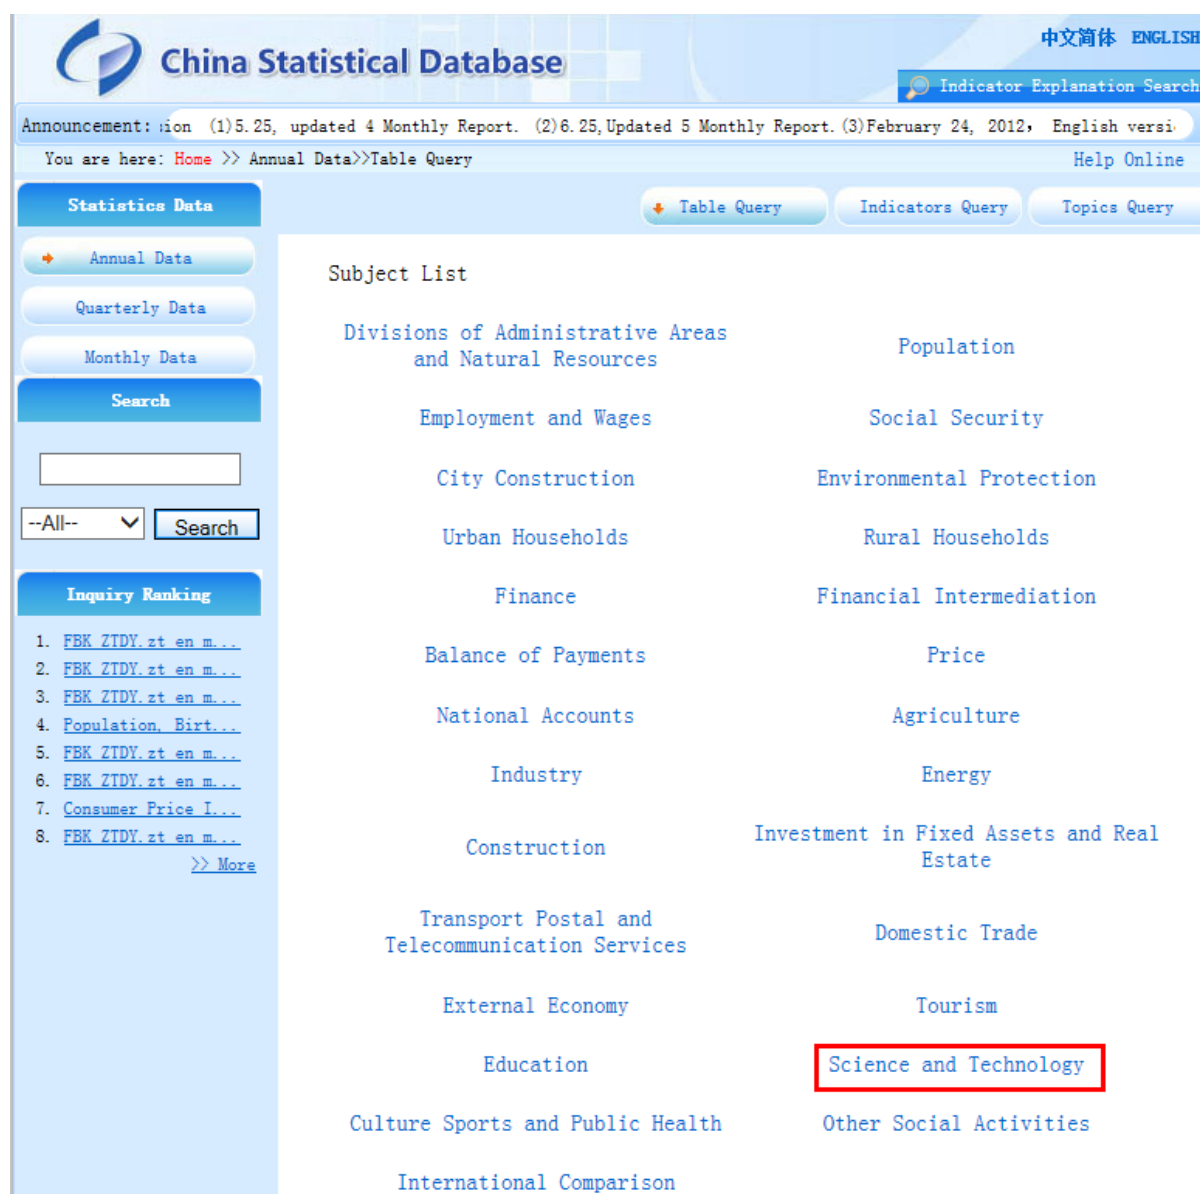 China Statistical Database
中文简体 ENGLISH
Indicator Explanation Search
Announcement: ion (1)5.25, updated 4 Monthly Report. (2)6.25,Updated 5 Monthly Report.(3)February 24, 2012, English versi
You are here: Home >> Annual Data>>Table Query
Help Online
Statistics Data
Table Query
Indicators Query
Topics Query
Annual Data
Quarterly Data
Monthly Data
Search
--All--
Search
Inquiry Ranking
1. FBK ZTDY.zt en m...
2. FBK ZTDY.zt en m...
3. FBK ZTDY.zt en m...
4. Population, Birt...
5. FBK ZTDY.zt en m...
6. FBK ZTDY.zt en m...
7. Consumer Price I...
8. FBK ZTDY.zt en m...
>> More
Subject List
Divisions of Administrative Areas
and Natural Resources
Population
Employment and Wages
Social Security
City Construction
Environmental Protection
Urban Households
Rural Households
Finance
Financial Intermediation
Balance of Payments
Price
National Accounts
Agriculture
Industry
Energy
Construction
Investment in Fixed Assets and Real
Estate
Transport Postal and
Telecommunication Services
Domestic Trade
External Economy
Tourism
Education
Science and Technology
Culture Sports and Public Health
Other Social Activities
International Comparison